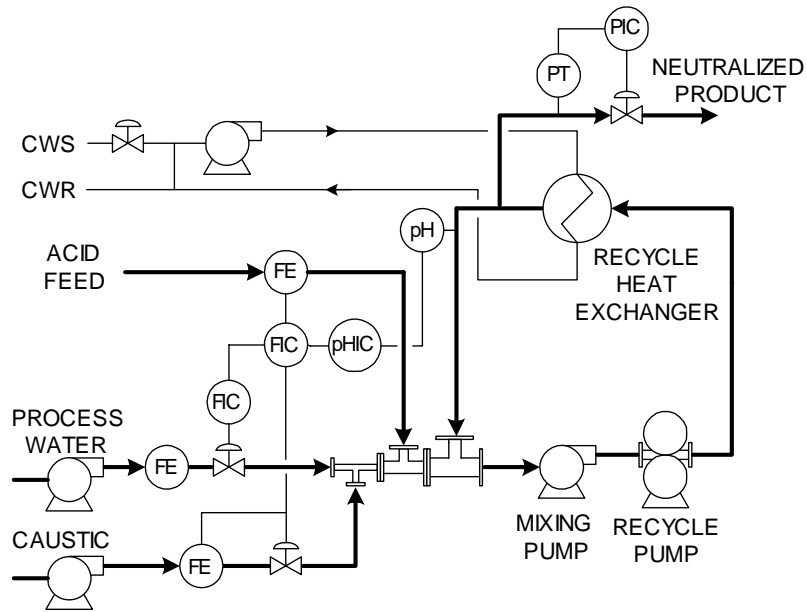 PIC
PT
NEUTRALIZED
PRODUCT
CWS
CWR
pH
ACID
FEED
FE
RECYCLE
HEAT
EXCHANGER
FIC
pHIC
FIC
PROCESS
WATER
FE
MIXING
PUMP
RECYCLE
PUMP
CAUSTIC
FE